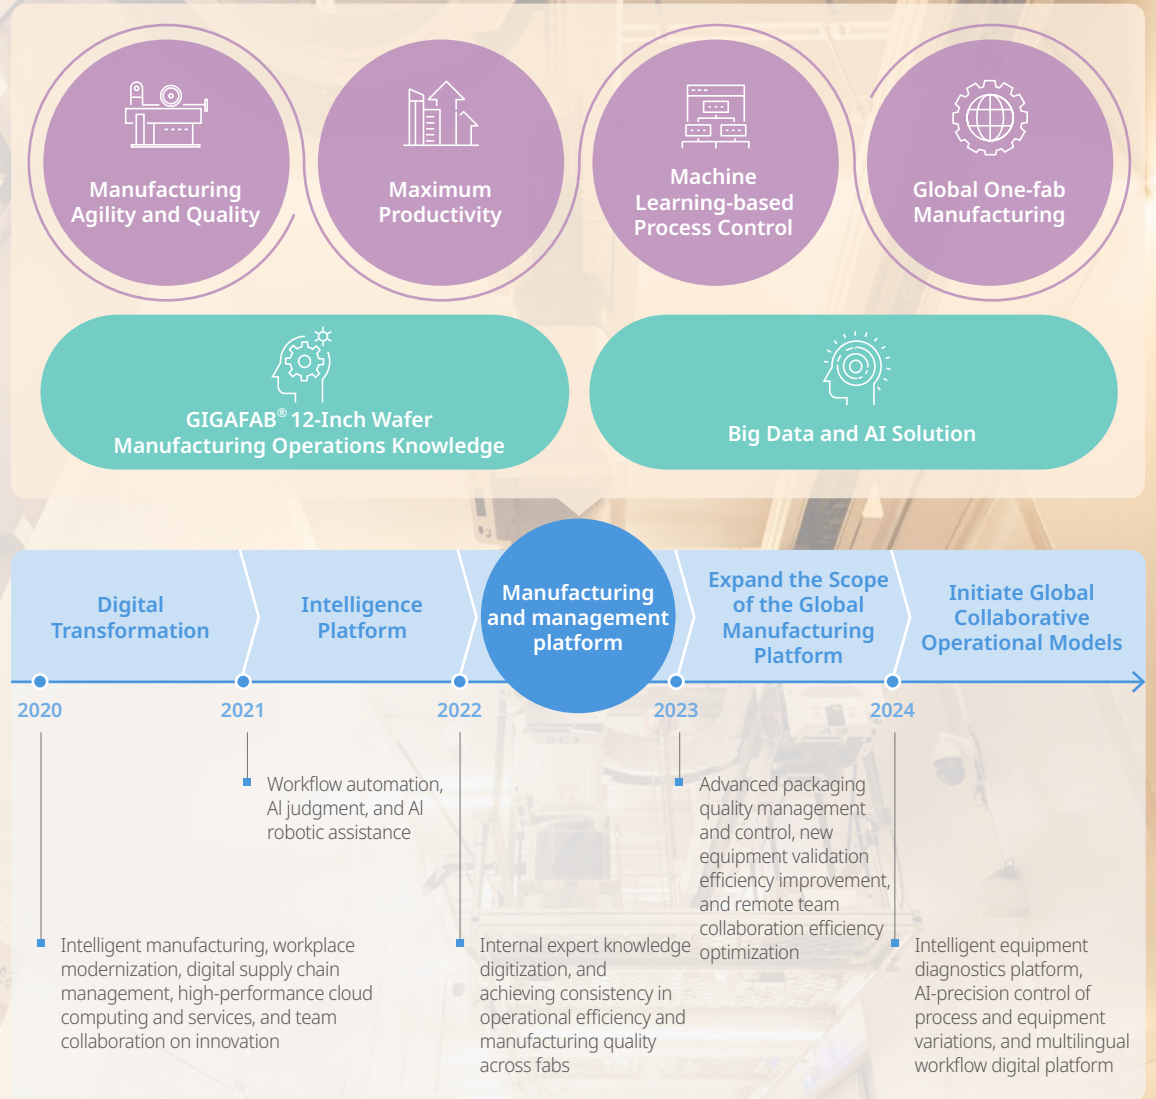 Manufacturing
Agility and Quality
Maximum
Productivity
Machine
Learning-based
Process Control
Global One-fab
Manufacturing
GIGAFAB® 12-Inch Wafer
Manufacturing Operations Knowledge
Big Data and AI Solution
Digital
Transformation
Intelligence
Platform
Manufacturing
and management
platform
Expand the Scope
of the Global
Manufacturing
Platform
Initiate Global
Collaborative
Operational Models
2020
2021
2022
2023
2024
Workflow automation,
AI judgment, and AI
robotic assistance
Advanced packaging
quality management
and control, new
equipment validation
efficiency improvement,
and remote team
collaboration efficiency
optimization
Intelligent manufacturing, workplace
modernization, digital supply chain
management, high-performance cloud
computing and services, and team
collaboration on innovation
Internal expert knowledge
digitization, and
achieving consistency in
operational efficiency and
manufacturing quality
across fabs
Intelligent equipment
diagnostics platform,
AI-precision control of
process and equipment
variations, and multilingual
workflow digital platform